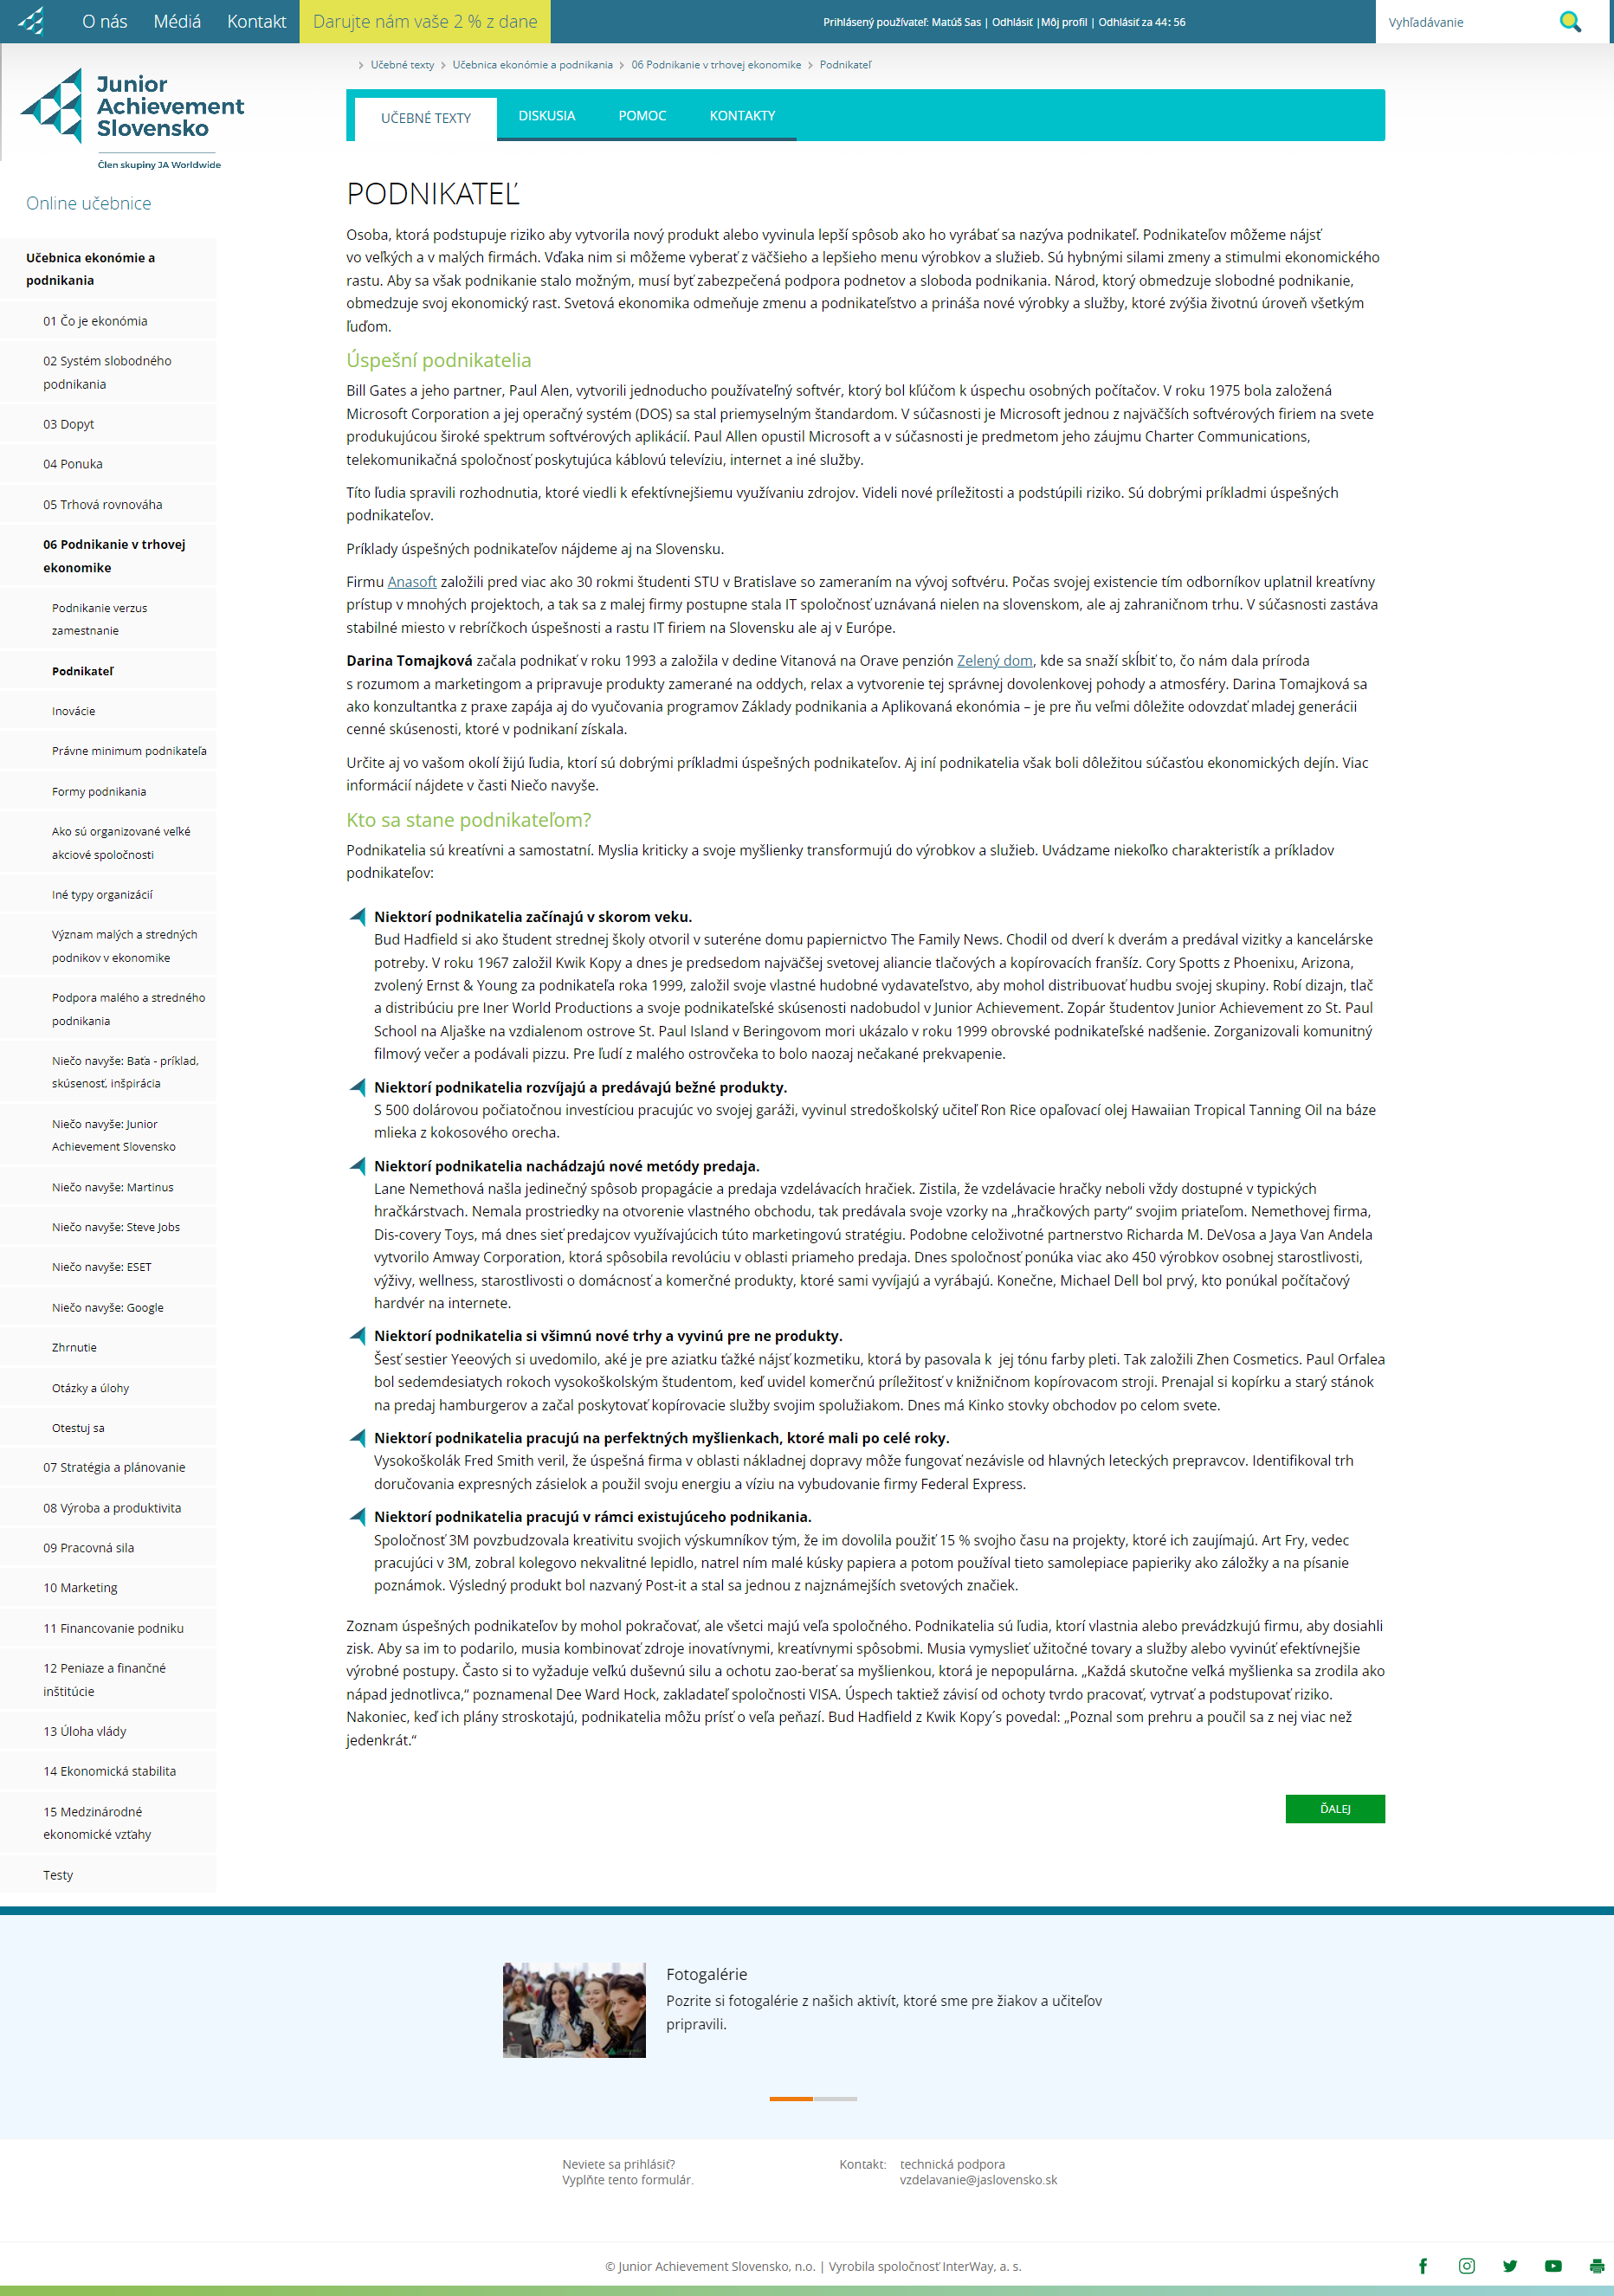 O nás Médiá Kontakt Darujte nám vaše 2 % z dane
Prihlásený používateľ: Matúš Sas | Odhlásiť |Môj profil | Odhlásiť za 44: 56
Vyhľadávanie
Junior
Achievement
Slovensko
Člen skupiny JA Worldwide
Učebné texty Učebnica ekonómie a podnikania 06 Podnikanie v trhovej ekonomike Podnikateľ
UČEBNÉ TEXTY DISKUSIA POMOC KONTAKTY
Online učebnice
Učebnica ekonómie a
podnikania
01 Čo je ekonómia
02 Systém slobodného
podnikania
03 Dopyt
04 Ponuka
05 Trhová rovnováha
06 Podnikanie v trhovej
ekonomike
Podnikanie verzus
zamestnanie
Podnikateľ
Inovácie
Právne minimum podnikateľa
Formy podnikania
Ako sú organizované veľké
akciové spoločnosti
Iné typy organizácií
Význam malých a stredných
podnikov v ekonomike
Podpora malého a stredného
podnikania
Niečo navyše: Baťa - príklad,
skúsenosť, inšpirácia
Niečo navyše: Junior
Achievement Slovensko
Niečo navyše: Martinus
Niečo navyše: Steve Jobs
Niečo navyše: ESET
Niečo navyše: Google
Zhrnutie
Otázky a úlohy
Otestuj sa
07 Stratégia a plánovanie
08 Výroba a produktivita
09 Pracovná sila
10 Marketing
11 Financovanie podniku
12 Peniaze a finančné
inštitúcie
13 Úloha vlády
14 Ekonomická stabilita
15 Medzinárodné
ekonomické vzťahy
Testy
PODNIKATEĽ
Osoba, ktorá podstupuje riziko aby vytvorila nový produkt alebo vyvinula lepší spôsob ako ho vyrábať sa nazýva podnikateľ. Podnikateľov môžeme nájsť
vo veľkých a v malých firmách. Vďaka nim si môžeme vyberať z väčšieho a lepšieho menu výrobkov a služieb. Sú hybnými silami zmeny a stimulmi ekonomického
rastu. Aby sa však podnikanie stalo možným, musí byť zabezpečená podpora podnetov a sloboda podnikania. Národ, ktorý obmedzuje slobodné podnikanie,
obmedzuje svoj ekonomický rast. Svetová ekonomika odmeňuje zmenu a podnikateľstvo a prináša nové výrobky a služby, ktoré zvýšia životnú úroveň všetkým
ľuďom.
Úspešní podnikatelia
Bill Gates a jeho partner, Paul Alen, vytvorili jednoducho používateľný softvér, ktorý bol kľúčom k úspechu osobných počítačov. V roku 1975 bola založená
Microsoft Corporation a jej operačný systém (DOS) sa stal priemyselným štandardom. V súčasnosti je Microsoft jednou z najväčších softvérových firiem na svete
produkujúcou široké spektrum softvérových aplikácií. Paul Allen opustil Microsoft a v súčasnosti je predmetom jeho záujmu Charter Communications,
telekomunikačná spoločnosť poskytujúca káblovú televíziu, internet a iné služby.
Títo ľudia spravili rozhodnutia, ktoré viedli k efektívnejšiemu využívaniu zdrojov. Videli nové príležitosti a podstúpili riziko. Sú dobrými príkladmi úspešných
podnikateľov.
Príklady úspešných podnikateľov nájdeme aj na Slovensku.
Firmu Anasoft založili pred viac ako 30 rokmi študenti STU v Bratislave so zameraním na vývoj softvéru. Počas svojej existencie tím odborníkov uplatnil kreatívny
prístup v mnohých projektoch, a tak sa z malej firmy postupne stala IT spoločnosť uznávaná nielen na slovenskom, ale aj zahraničnom trhu. V súčasnosti zastáva
stabilné miesto v rebríčkoch úspešnosti a rastu IT firiem na Slovensku ale aj v Európe.
Darina Tomajková začala podnikať v roku 1993 a založila v dedine Vitanová na Orave penzión Zelený dom, kde sa snaží skĺbiť to, čo nám dala príroda
s rozumom a marketingom a pripravuje produkty zamerané na oddych, relax a vytvorenie tej správnej dovolenkovej pohody a atmosféry. Darina Tomajková sa
ako konzultantka z praxe zapája aj do vyučovania programov Základy podnikania a Aplikovaná ekonómia – je pre ňu veľmi dôležite odovzdať mladej generácii
cenné skúsenosti, ktoré v podnikaní získala.
Určite aj vo vašom okolí žijú ľudia, ktorí sú dobrými príkladmi úspešných podnikateľov. Aj iní podnikatelia však boli dôležitou súčasťou ekonomických dejín. Viac
informácií nájdete v časti Niečo navyše.
Kto sa stane podnikateľom?
Podnikatelia sú kreatívni a samostatní. Myslia kriticky a svoje myšlienky transformujú do výrobkov a služieb. Uvádzame niekoľko charakteristík a príkladov
podnikateľov:
Niektorí podnikatelia začínajú v skorom veku.
Bud Hadfield si ako študent strednej školy otvoril v suteréne domu papiernictvo The Family News. Chodil od dverí k dverám a predával vizitky a kancelárske
potreby. V roku 1967 založil Kwik Kopy a dnes je predsedom najväčšej svetovej aliancie tlačových a kopírovacích franšíz. Cory Spotts z Phoenixu, Arizona,
zvolený Ernst & Young za podnikateľa roka 1999, založil svoje vlastné hudobné vydavateľstvo, aby mohol distribuovať hudbu svojej skupiny. Robí dizajn, tlač
a distribúciu pre Iner World Productions a svoje podnikateľské skúsenosti nadobudol v Junior Achievement. Zopár študentov Junior Achievement zo St. Paul
School na Aljaške na vzdialenom ostrove St. Paul Island v Beringovom mori ukázalo v roku 1999 obrovské podnikateľské nadšenie. Zorganizovali komunitný
filmový večer a podávali pizzu. Pre ľudí z malého ostrovčeka to bolo naozaj nečakané prekvapenie.
Niektorí podnikatelia rozvíjajú a predávajú bežné produkty.
S 500 dolárovou počiatočnou investíciou pracujúc vo svojej garáži, vyvinul stredoškolský učiteľ Ron Rice opaľovací olej Hawaiian Tropical Tanning Oil na báze
mlieka z kokosového orecha.
Niektorí podnikatelia nachádzajú nové metódy predaja.
Lane Nemethová našla jedinečný spôsob propagácie a predaja vzdelávacích hračiek. Zistila, že vzdelávacie hračky neboli vždy dostupné v typických
hračkárstvach. Nemala prostriedky na otvorenie vlastného obchodu, tak predávala svoje vzorky na „hračkových party“ svojim priateľom. Nemethovej firma,
Dis-covery Toys, má dnes sieť predajcov využívajúcich túto marketingovú stratégiu. Podobne celoživotné partnerstvo Richarda M. DeVosa a Jaya Van Andela
vytvorilo Amway Corporation, ktorá spôsobila revolúciu v oblasti priameho predaja. Dnes spoločnosť ponúka viac ako 450 výrobkov osobnej starostlivosti,
výživy, wellness, starostlivosti o domácnosť a komerčné produkty, ktoré sami vyvíjajú a vyrábajú. Konečne, Michael Dell bol prvý, kto ponúkal počítačový
hardvér na internete.
Niektorí podnikatelia si všimnú nové trhy a vyvinú pre ne produkty.
Šesť sestier Yeeových si uvedomilo, aké je pre aziatku ťažké nájsť kozmetiku, ktorá by pasovala k  jej tónu farby pleti. Tak založili Zhen Cosmetics. Paul Orfalea
bol sedemdesiatych rokoch vysokoškolským študentom, keď uvidel komerčnú príležitosť v knižničnom kopírovacom stroji. Prenajal si kopírku a starý stánok
na predaj hamburgerov a začal poskytovať kopírovacie služby svojim spolužiakom. Dnes má Kinko stovky obchodov po celom svete.
Niektorí podnikatelia pracujú na perfektných myšlienkach, ktoré mali po celé roky.
Vysokoškolák Fred Smith veril, že úspešná firma v oblasti nákladnej dopravy môže fungovať nezávisle od hlavných leteckých prepravcov. Identifikoval trh
doručovania expresných zásielok a použil svoju energiu a víziu na vybudovanie firmy Federal Express.
Niektorí podnikatelia pracujú v rámci existujúceho podnikania.
Spoločnosť 3M povzbudzovala kreativitu svojich výskumníkov tým, že im dovolila použiť 15 % svojho času na projekty, ktoré ich zaujímajú. Art Fry, vedec
pracujúci v 3M, zobral kolegovo nekvalitné lepidlo, natrel ním malé kúsky papiera a potom používal tieto samolepiace papieriky ako záložky a na písanie
poznámok. Výsledný produkt bol nazvaný Post-it a stal sa jednou z najznámejších svetových značiek.
Zoznam úspešných podnikateľov by mohol pokračovať, ale všetci majú veľa spoločného. Podnikatelia sú ľudia, ktorí vlastnia alebo prevádzkujú firmu, aby dosiahli
zisk. Aby sa im to podarilo, musia kombinovať zdroje inovatívnymi, kreatívnymi spôsobmi. Musia vymyslieť užitočné tovary a služby alebo vyvinúť efektívnejšie
výrobné postupy. Často si to vyžaduje veľkú duševnú silu a ochotu zao-berať sa myšlienkou, ktorá je nepopulárna. „Každá skutočne veľká myšlienka sa zrodila ako
nápad jednotlivca,“ poznamenal Dee Ward Hock, zakladateľ spoločnosti VISA. Úspech taktiež závisí od ochoty tvrdo pracovať, vytrvať a podstupovať riziko.
Nakoniec, keď ich plány stroskotajú, podnikatelia môžu prísť o veľa peňazí. Bud Hadfield z Kwik Kopy´s povedal: „Poznal som prehru a poučil sa z nej viac než
jedenkrát.“
ĎALEJ
Fotogalérie
Pozrite si fotogalérie z našich aktivít, ktoré sme pre žiakov a učiteľov
pripravili.
Neviete sa prihlásiť?
Vyplňte tento formulár.
Kontakt: technická podpora
vzdelavanie@jaslovensko.sk
© Junior Achievement Slovensko, n.o. | Vyrobila spoločnosť InterWay, a. s.